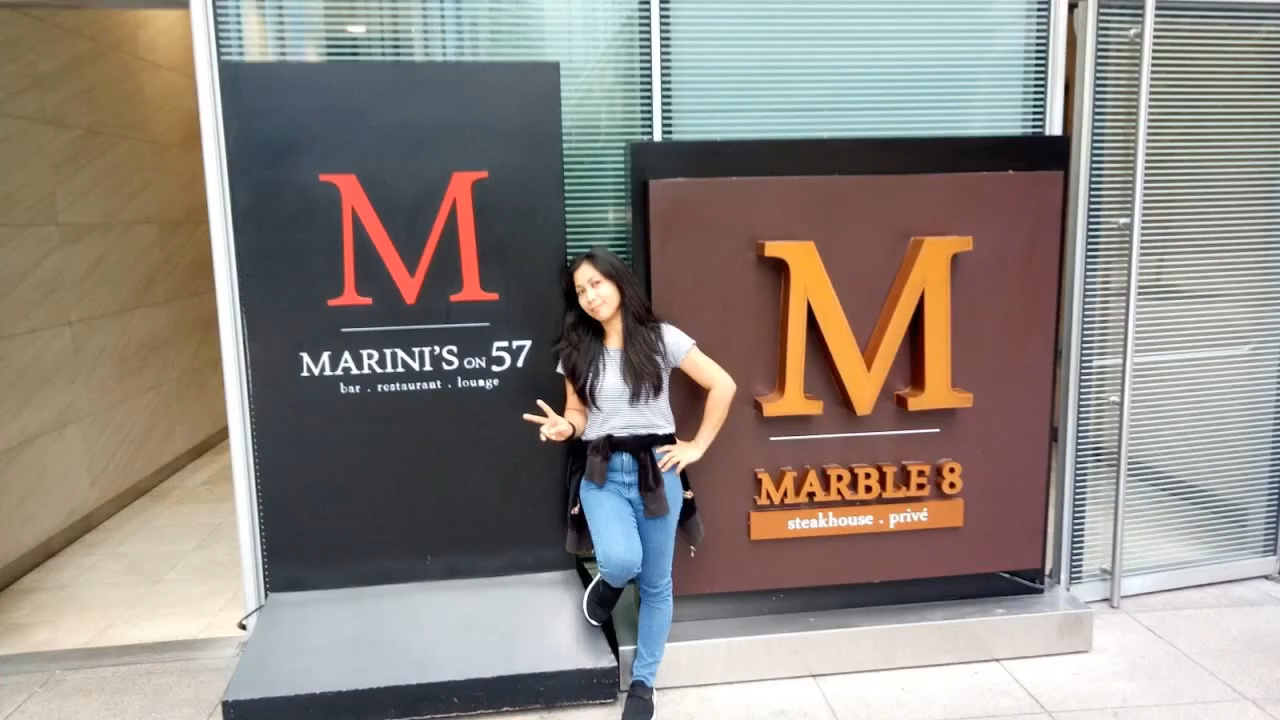 M
MARINI'S ON 57
bar . restaurant . lounge
M
MARBLE 8
steakhouse . privé